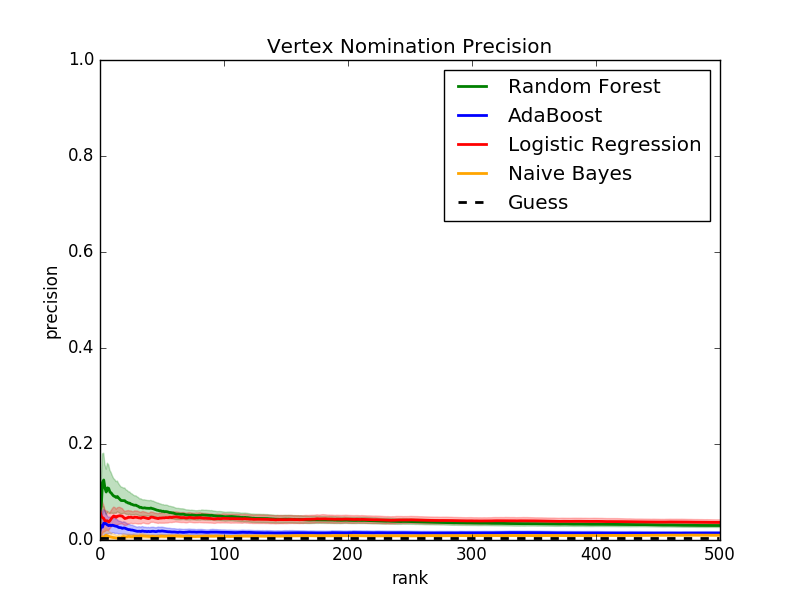 Vertex Nomination Precision
1.0
0.8
0.6
0.4
0.2
0.0
precision
Random Forest
AdaBoost
Logistic Regression
Naive Bayes
Guess
0 100 200 300 400 500
rank